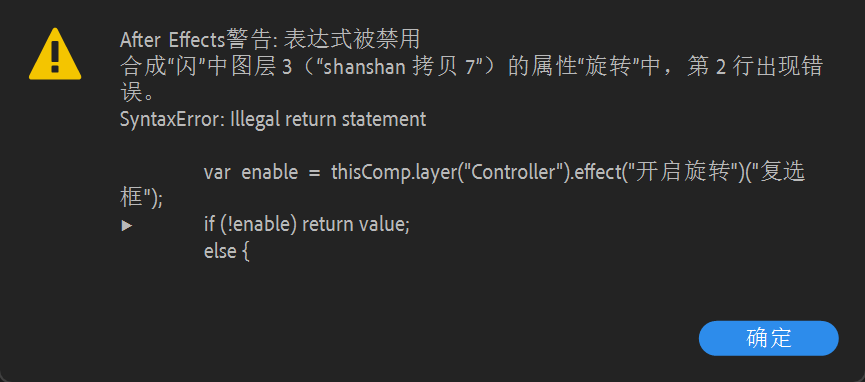 After Effects警告: 表达式被禁用
合成“闪”中图层 3（“shanshan 拷贝 7”）的属性“旋转”中，第 2 行出现错
误。
SyntaxError: Illegal return statement
var enable = thisComp.layer("Controller").effect("开启旋转")("复选
框");
if (!enable) return value;
else {
确定